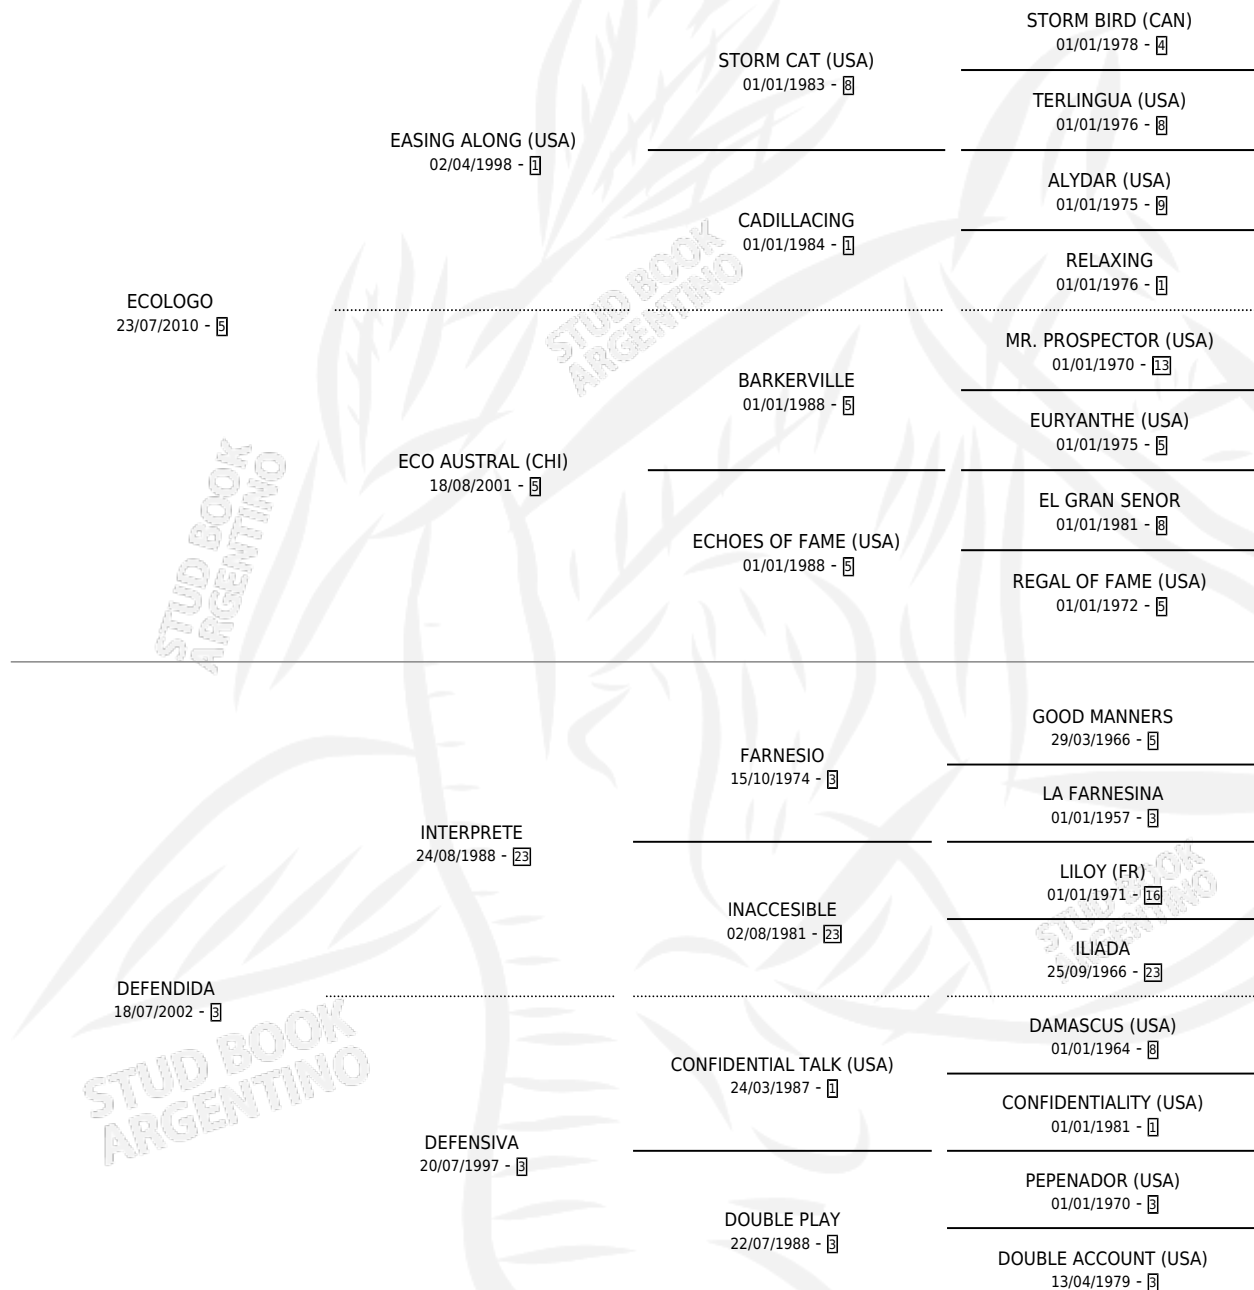 STORM BIRD (CAN)
01/01/1978 - 4
STORM CAT (USA)
01/01/1983 - 8
TERLINGUA (USA)
01/01/1976 - 8
EASING ALONG (USA)
02/04/1998 - 1
ALYDAR (USA)
01/01/1975 - 9
CADILLACING
01/01/1984 - 1
RELAXING
01/01/1976 - 1
ECOLOGO
23/07/2010 - 5
MR. PROSPECTOR (USA)
01/01/1970 - 13
BARKERVILLE
01/01/1988 - 5
EURYANTHE (USA)
01/01/1975 - 5
ECO AUSTRAL (CHI)
18/08/2001 - 5
EL GRAN SENOR
01/01/1981 - 8
ECHOES OF FAME (USA)
01/01/1988 - 5
REGAL OF FAME (USA)
01/01/1972 - 5
GOOD MANNERS
29/03/1966 - 5
FARNESIO
15/10/1974 - 3
LA FARNESINA
01/01/1957 - 3
INTERPRETE
24/08/1988 - 23
LILOY (FR)
01/01/1971 - 16
INACCESIBLE
02/08/1981 - 23
ILIADA
25/09/1966 - 23
DEFENDIDA
18/07/2002 - 3
DAMASCUS (USA)
01/01/1964 - 8
CONFIDENTIAL TALK (USA)
24/03/1987 - 1
CONFIDENTIALITY (USA)
01/01/1981 - 1
DEFENSIVA
20/07/1997 - 3
PEPENADOR (USA)
01/01/1970 - 3
DOUBLE PLAY
22/07/1988 - 3
DOUBLE ACCOUNT (USA)
13/04/1979 - 3
STUD BOOK
ARGENTINO
STUD BOOK
ARGENTINO
STUD BOOK
ARGENTINO
STUD BOOK
ARGENTINO